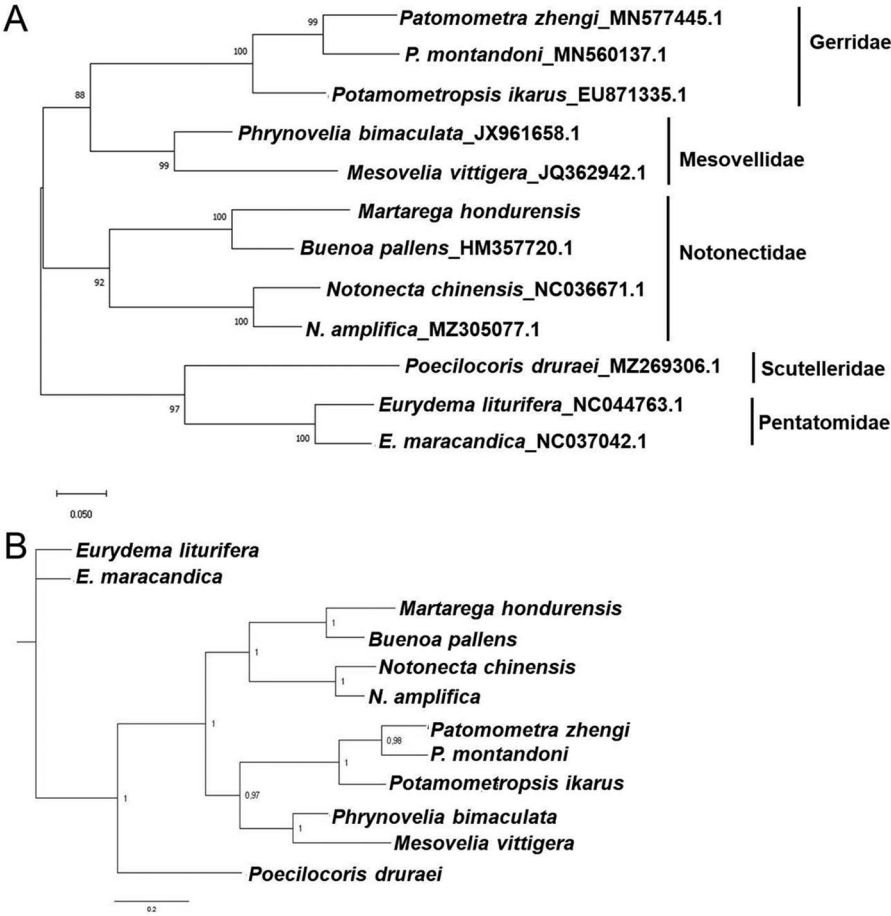 A
99
Patomometra zhengi_MN577445.1
Gerridae
100
P. montandoni_MN560137.1
88
Potamometropsis ikarus_EU871335.1
Phrynovelia bimaculata_JX961658.1
Mesovellidae
99
Mesovelia vittigera_JQ362942.1
100
Martarega hondurensis
Buenoa pallens_HM357720.1
Notonectidae
92
Notonecta chinensis_NC036671.1
100
N. amplifica_MZ305077.1
Poecilocoris druraei_MZ269306.1
Scutelleridae
97
Eurydema liturifera_NC044763.1
Pentatomidae
100
E. maracandica_NC037042.1
0.050
B
Eurydema liturifera
E. maracandica
Martarega hondurensis
1
Buenoa pallens
1
Notonecta chinensis
1
N. amplifica
1
Patomometra zhengi
0,98
P. montandoni
1
Potamometropsis ikarus
0,97
1
Phrynovelia bimaculata
1
Mesovelia vittigera
Poecilocoris druraei
0.2